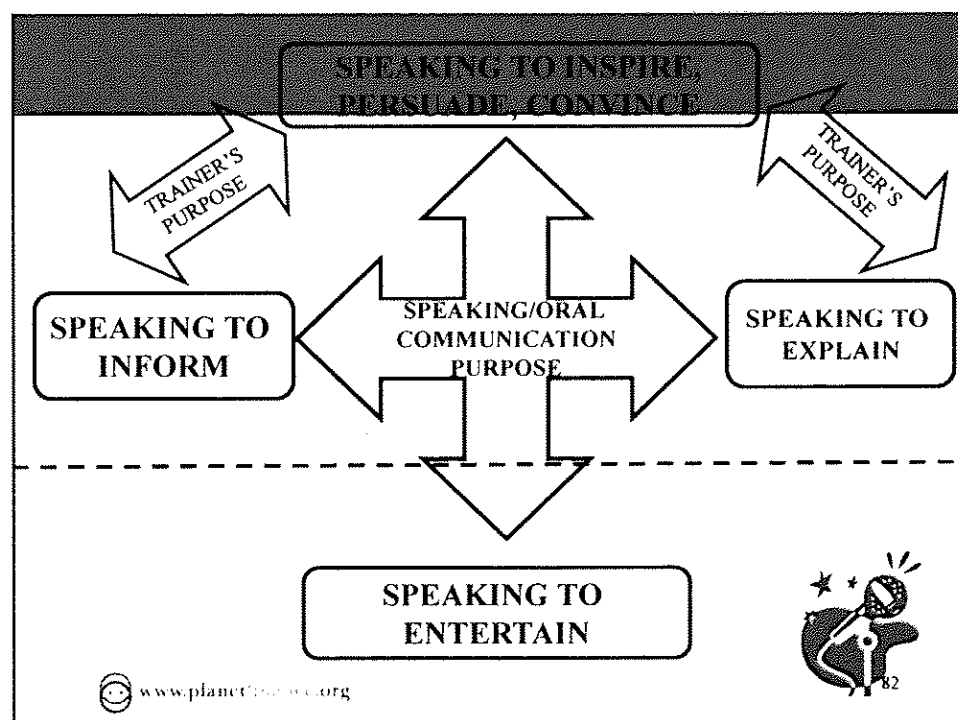 SPEAKING TO INSPIRE,
PERSUADE, CONVINCE
TRAINER'S
PURPOSE
TRAINER'S
PURPOSE
SPEAKING TO
INFORM
SPEAKING/ORAL
COMMUNICATION
PURPOSE
SPEAKING TO
EXPLAIN
SPEAKING TO
ENTERTAIN
82